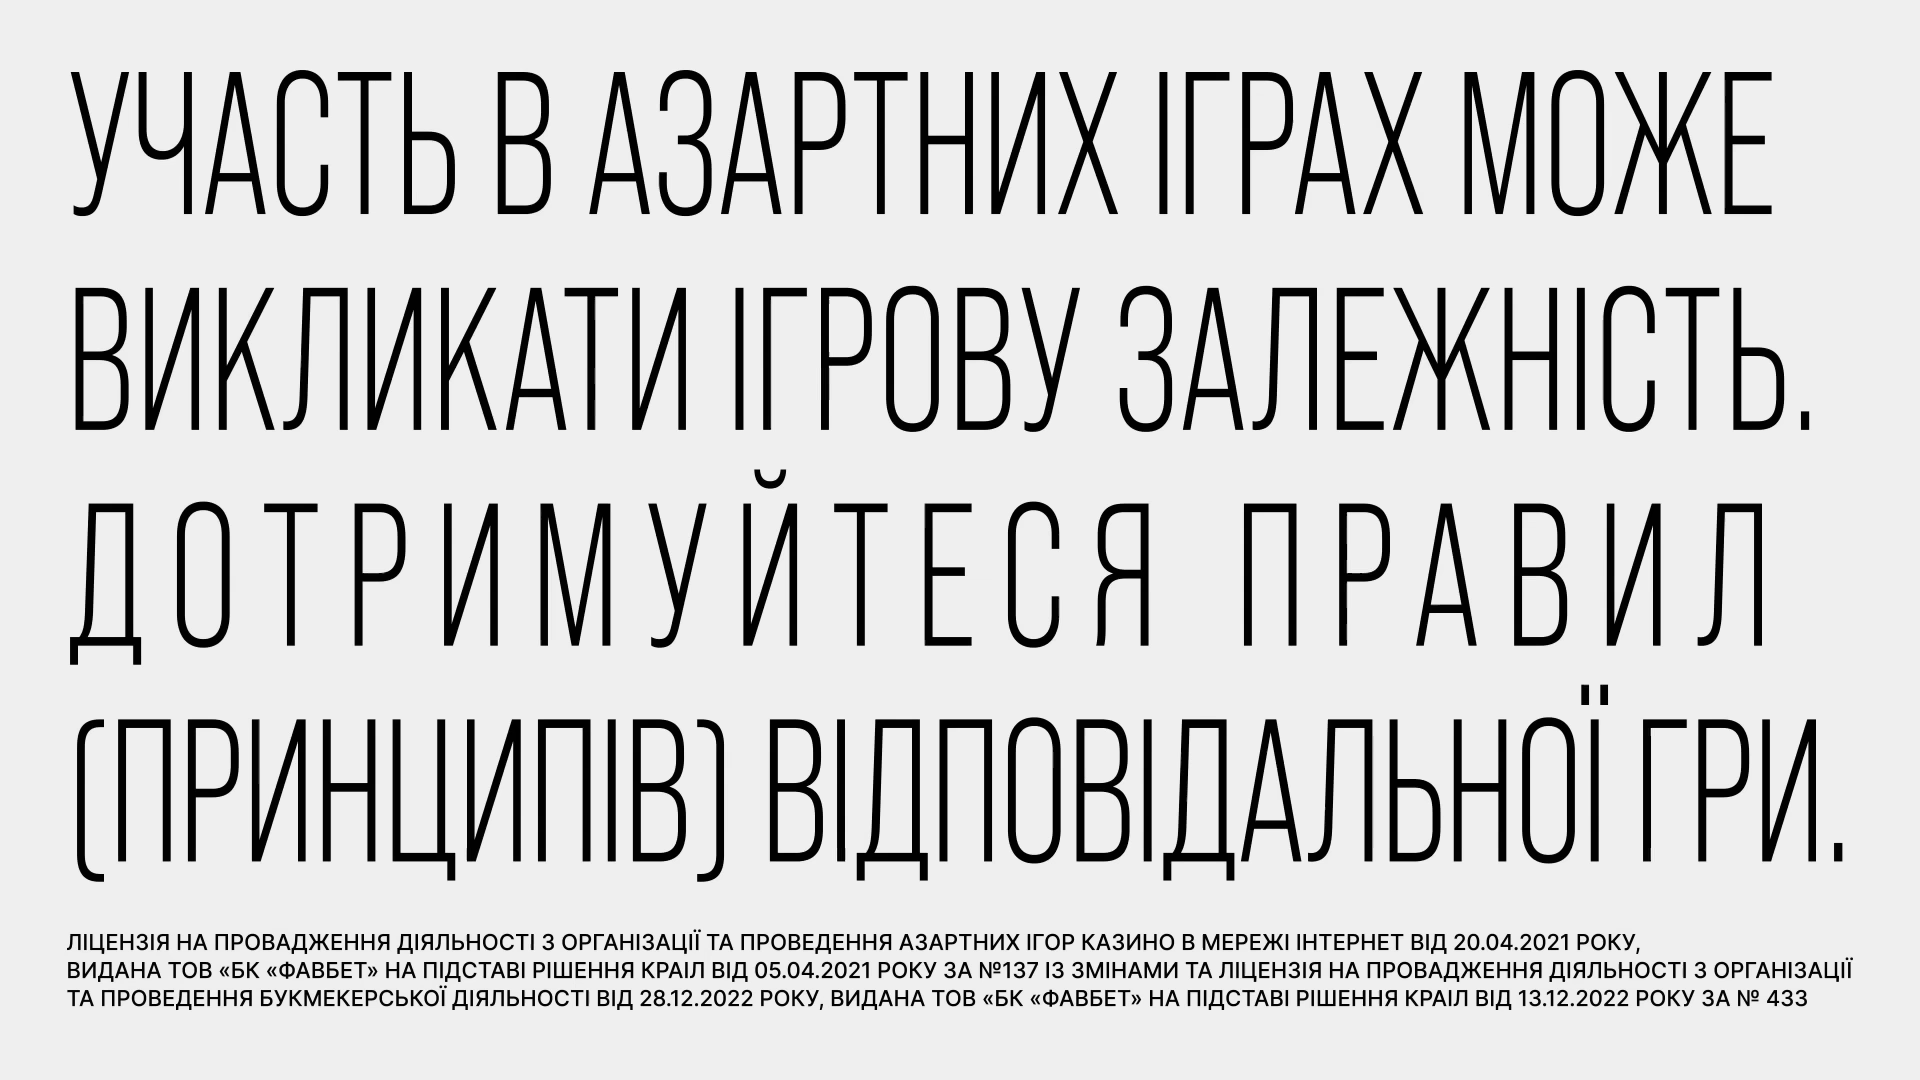 УЧАСТЬ В АЗАРТНИХ ІГРАХ МОЖЕ
ВИКЛИКАТИ ІГРОВУ ЗАЛЕЖНІСТЬ.
ДОТРИМУЙТЕСЯ ПРАВИЛ
(ПРИНЦИПІВ) ВІДПОВІДАЛЬНОЇ ГРИ.
ЛІЦЕНЗІЯ НА ПРОВАДЖЕННЯ ДІЯЛЬНОСТІ З ОРГАНІЗАЦІЇ ТА ПРОВЕДЕННЯ АЗАРТНИХ ІГОР КАЗИНО В МЕРЕЖІ ІНТЕРНЕТ ВІД 20.04.2021 РОКУ,
ВИДАНА ТОВ «БК «ФАВБЕТ» НА ПІДСТАВІ РІШЕННЯ КРАІЛ ВІД 05.04.2021 РОКУ ЗА №137 ІЗ ЗМІНАМИ ТА ЛІЦЕНЗІЯ НА ПРОВАДЖЕННЯ ДІЯЛЬНОСТІ З ОРГАНІЗАЦІЇ
ТА ПРОВЕДЕННЯ БУКМЕКЕРСЬКОЇ ДІЯЛЬНОСТІ ВІД 28.12.2022 РОКУ, ВИДАНА ТОВ «БК «ФАВБЕТ» НА ПІДСТАВІ РІШЕННЯ КРАІЛ ВІД 13.12.2022 РОКУ ЗА № 433